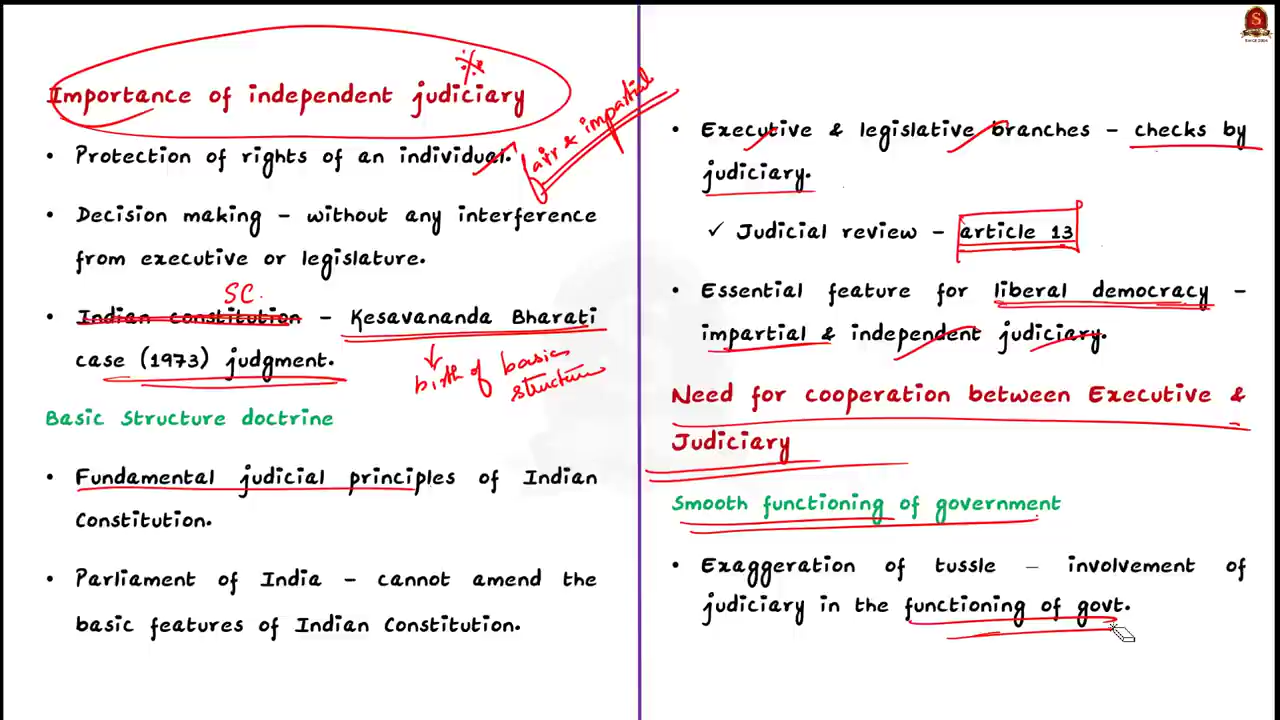 Importance of independent judiciary
• Protection of rights of an individual.
fair & impartial
• Decision making - without any interference
from executive or legislature.
SC.
• Indian constitution - Kesavananda Bharati
case (1973) judgment.
birth of basic
structure
Basic Structure doctrine
• Fundamental judicial principles of Indian
Constitution.
• Parliament of India - cannot amend the
basic features of Indian Constitution.
S
SINCE 2004
• Executive & legislative branches - checks by
judiciary.
✓ Judicial review - article 13
• Essential feature for liberal democracy -
impartial & independent judiciary.
Need for cooperation between Executive &
Judiciary
Smooth functioning of government
• Exaggeration of tussle - involvement of
judiciary in the functioning of govt.